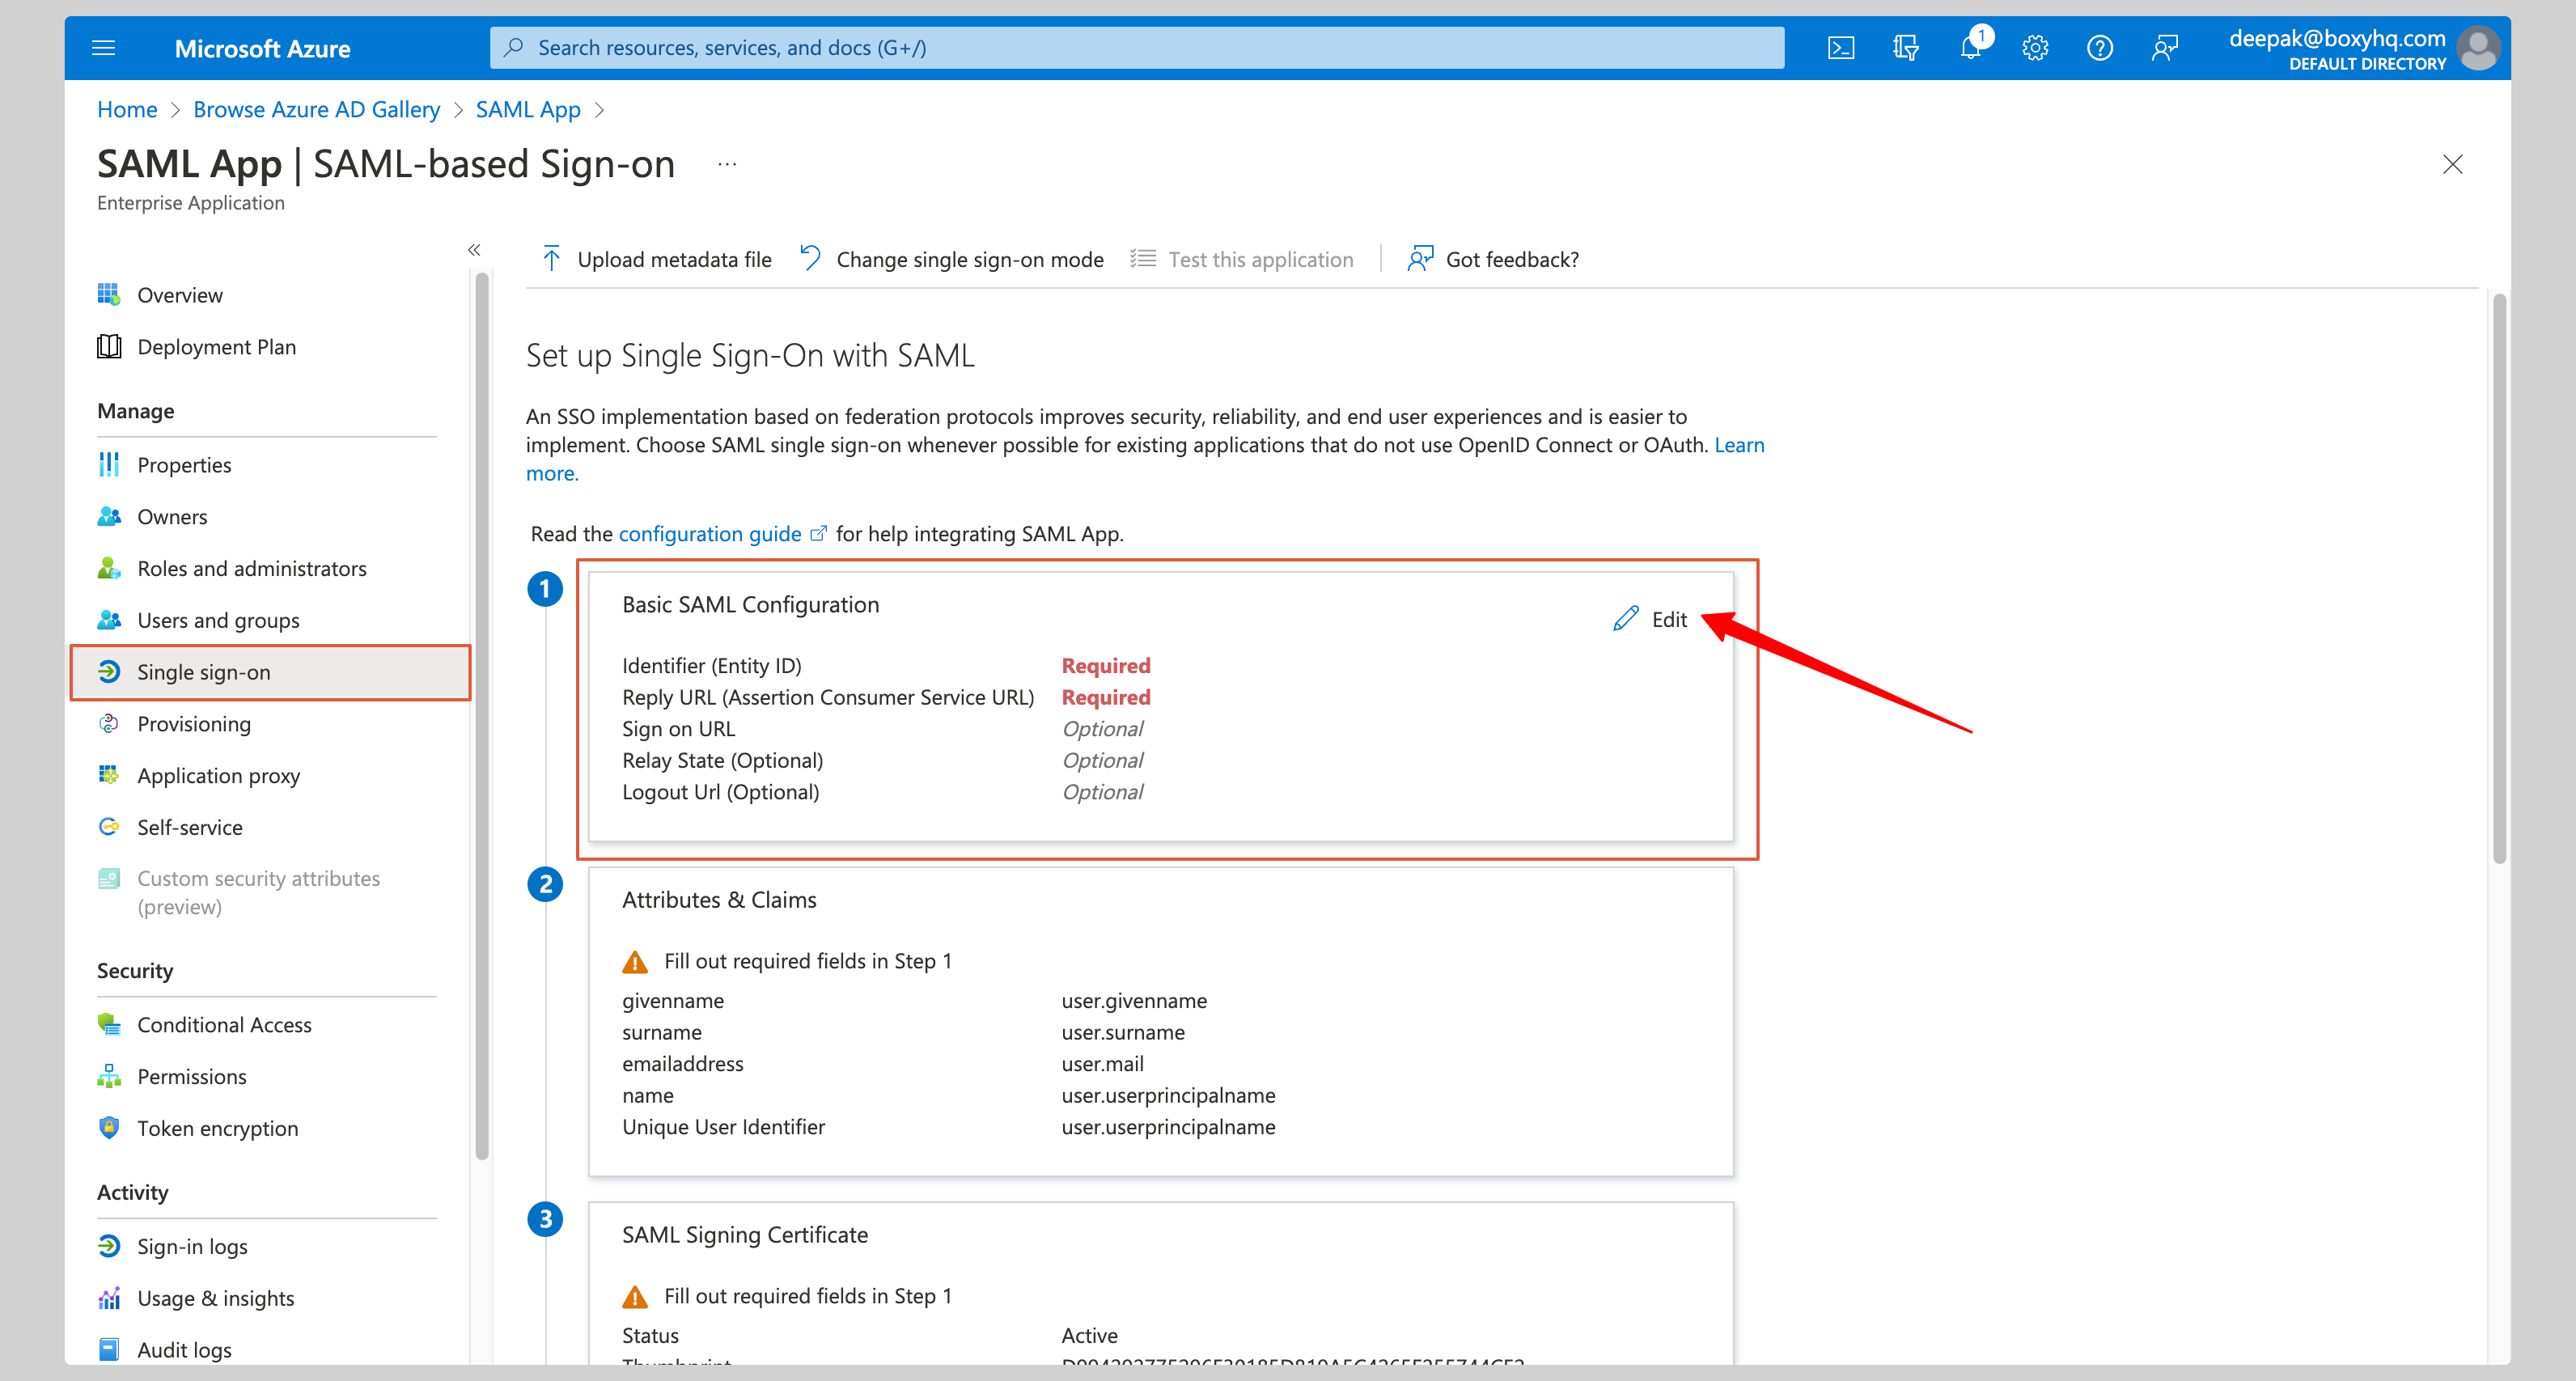 Microsoft Azure
Search resources, services, and docs (G+/)
1
deepak@boxyhq.com
DEFAULT DIRECTORY
Home > Browse Azure AD Gallery > SAML App >
SAML App | SAML-based Sign-on ...
Enterprise Application
«
Overview
Deployment Plan
Manage
Properties
Owners
Roles and administrators
Users and groups
Single sign-on
Provisioning
Application proxy
Self-service
Custom security attributes
(preview)
Security
Conditional Access
Permissions
Token encryption
Activity
Sign-in logs
Usage & insights
Audit logs
Upload metadata file
Change single sign-on mode
Test this application
Got feedback?
Set up Single Sign-On with SAML
An SSO implementation based on federation protocols improves security, reliability, and end user experiences and is easier to
implement. Choose SAML single sign-on whenever possible for existing applications that do not use OpenID Connect or OAuth. Learn
more.
Read the configuration guide for help integrating SAML App.
1
Basic SAML Configuration
Edit
Identifier (Entity ID) Required
Reply URL (Assertion Consumer Service URL) Required
Sign on URL Optional
Relay State (Optional) Optional
Logout Url (Optional) Optional
2
Attributes & Claims
Fill out required fields in Step 1
givenname user.givenname
surname user.surname
emailaddress user.mail
name user.userprincipalname
Unique User Identifier user.userprincipalname
3
SAML Signing Certificate
Fill out required fields in Step 1
Status Active
Thumbprint